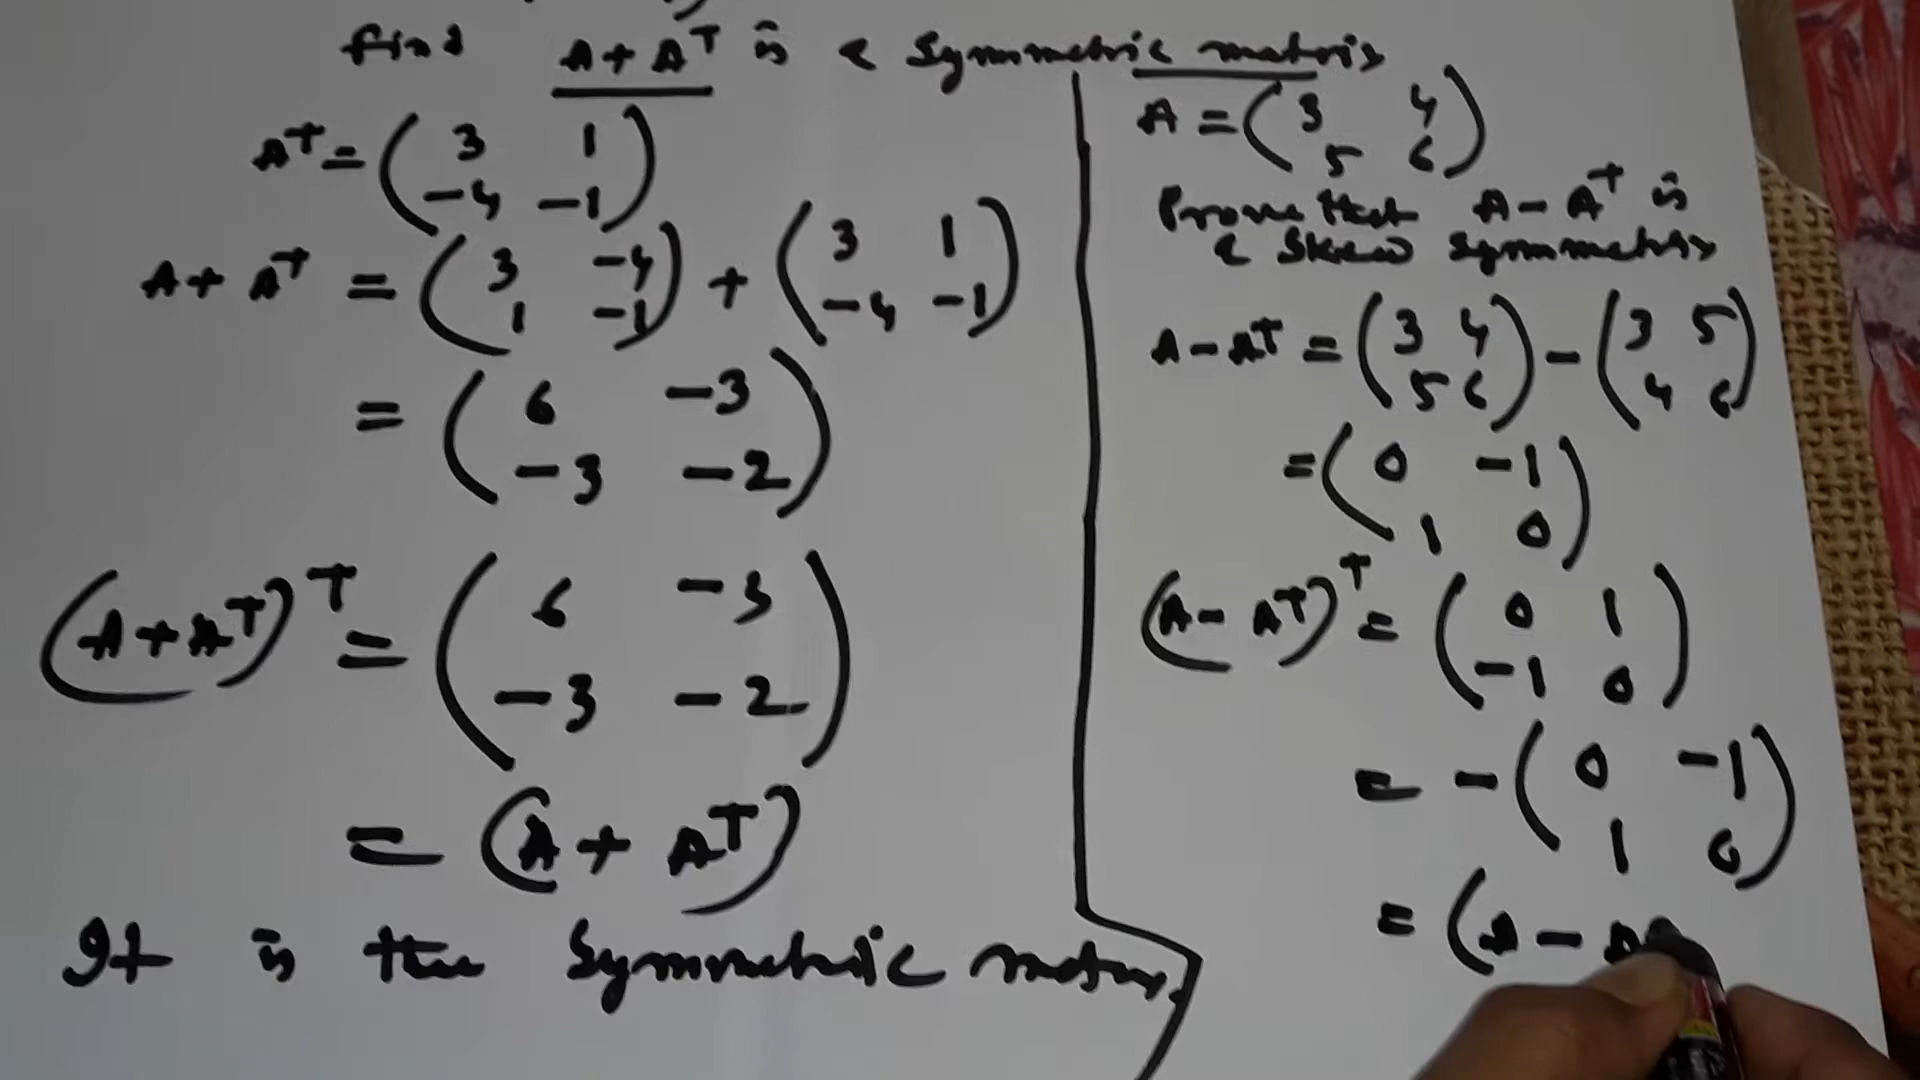 find A + A^T is a Symmetric matrix
A^T = ( 3 1
-4 -1 )
A + A^T = ( 3 -4
1 -1 ) + ( 3 1
-4 -1 )
= ( 6 -3
-3 -2 )
(A + A^T)^T = ( 6 -3
-3 -2 )
= (A + A^T)
It is the Symmetric
A = ( 3 4
5 6 )
Prove that A - A^T is
a Skew symmetric
A - A^T = ( 3 4
5 6 ) - ( 3 5
4 6 )
= ( 0 -1
1 0 )
(A - A^T)^T = ( 0 1
-1 0 )
= - ( 0 -1
1 0 )
= (A - A